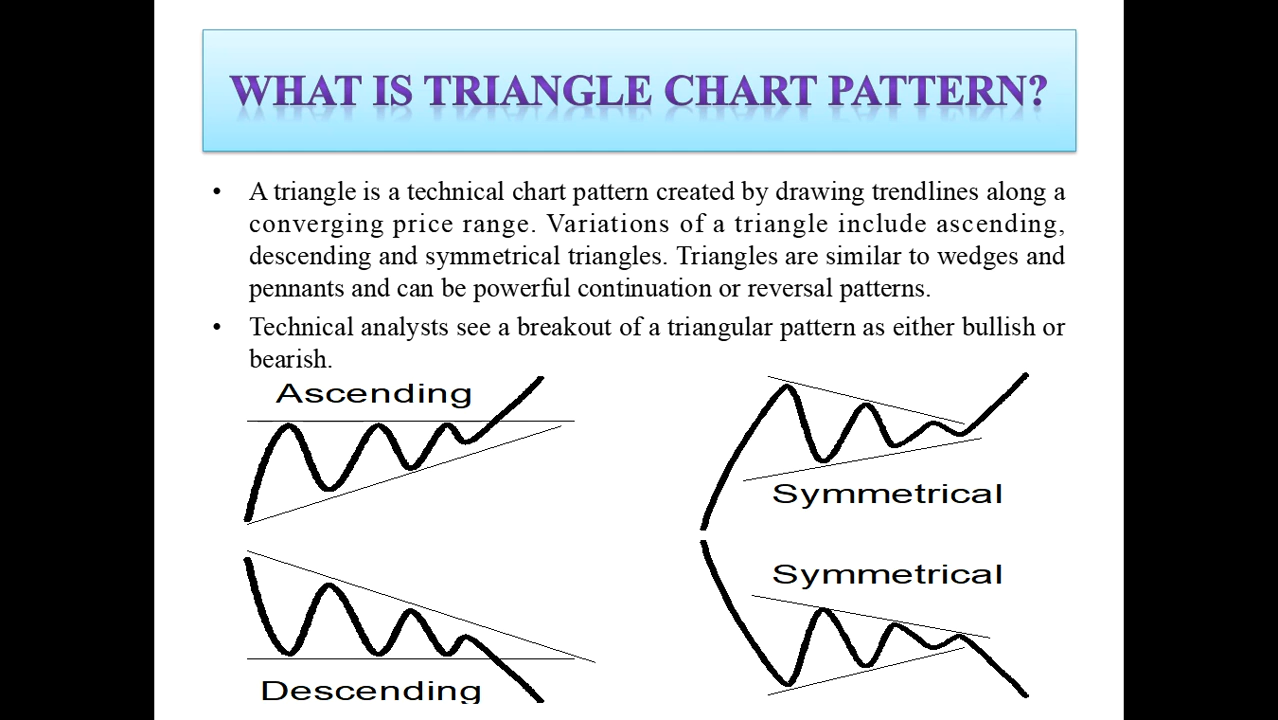 WHAT IS TRIANGLE CHART PATTERN?
• A triangle is a technical chart pattern created by drawing trendlines along a
converging price range. Variations of a triangle include ascending,
descending and symmetrical triangles. Triangles are similar to wedges and
pennants and can be powerful continuation or reversal patterns.
• Technical analysts see a breakout of a triangular pattern as either bullish or
bearish.
Ascending
Symmetrical
Symmetrical
Descending